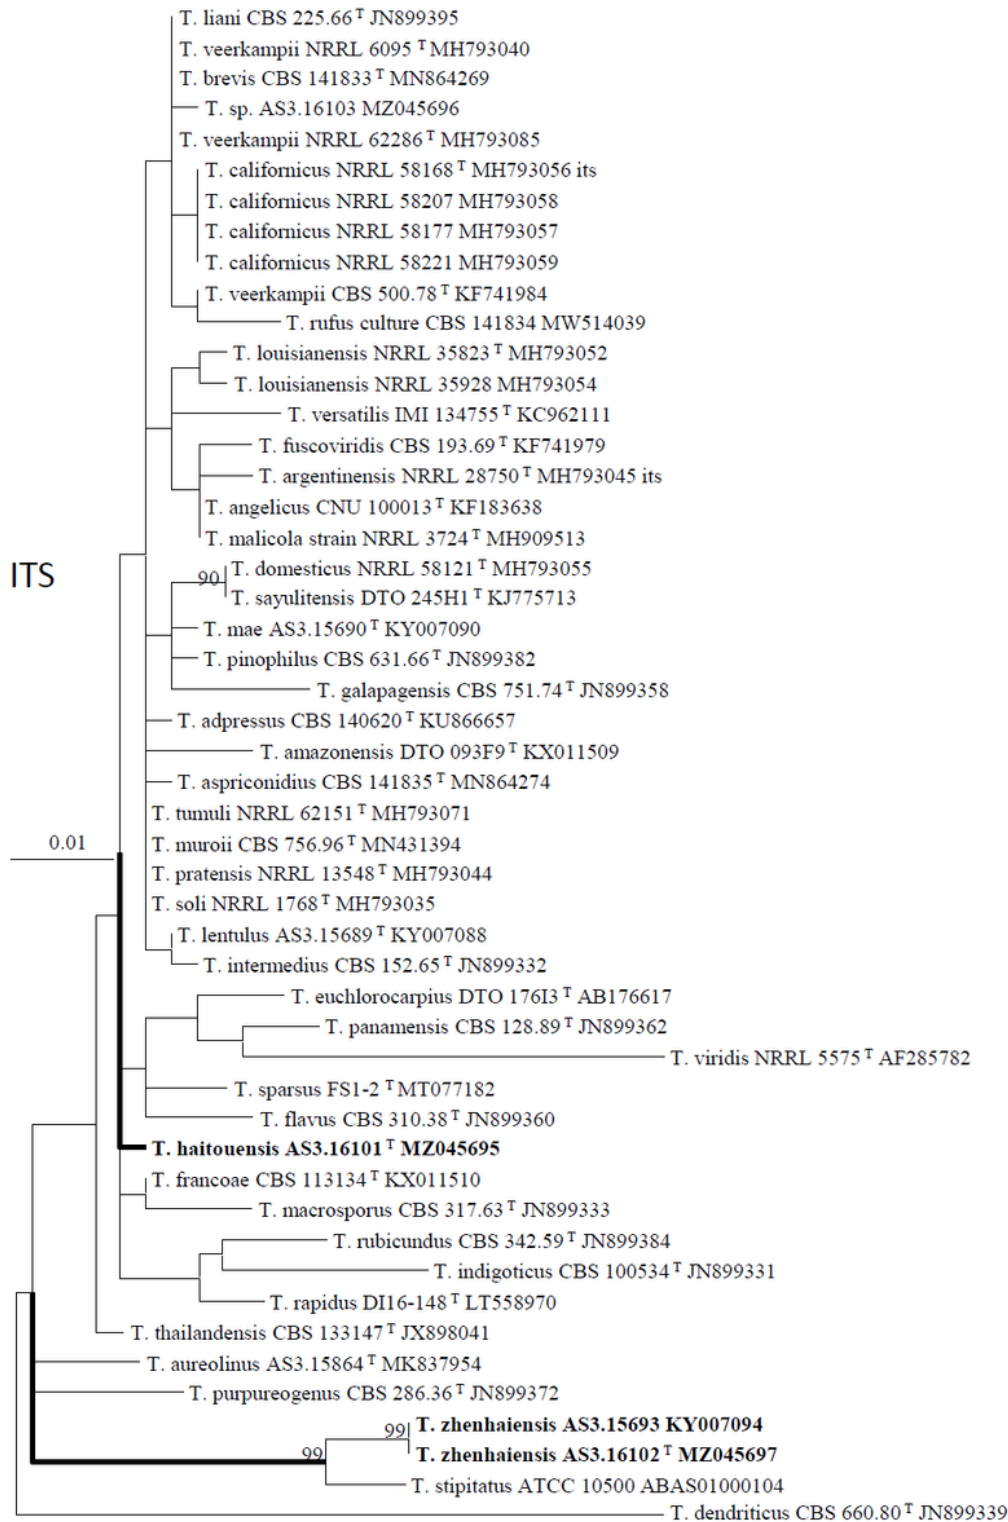 T. liani CBS 225.66 T JN899395
T. veerkampii NRRL 6095 T MH793040
T. brevis CBS 141833 T MN864269
T. sp. AS3.16103 MZ045696
T. veerkampii NRRL 62286 T MH793085
T. californicus NRRL 58168 T MH793056 its
T. californicus NRRL 58207 MH793058
T. californicus NRRL 58177 MH793057
T. californicus NRRL 58221 MH793059
T. veerkampii CBS 500.78 T KF741984
T. rufus culture CBS 141834 MW514039
T. louisianensis NRRL 35823 T MH793052
T. louisianensis NRRL 35928 MH793054
T. versatilis IMI 134755 T KC962111
T. fuscoviridis CBS 193.69 T KF741979
T. argentinensis NRRL 28750 T MH793045 its
T. angelicus CNU 100013 T KF183638
T. malicola strain NRRL 3724 T MH909513
ITS
90 T. domesticus NRRL 58121 T MH793055
T. sayulitensis DTO 245H1 T KJ775713
T. mae AS3.15690 T KY007090
T. pinophilus CBS 631.66 T JN899382
T. galapagensis CBS 751.74 T JN899358
T. adpressus CBS 140620 T KU866657
T. amazonensis DTO 093F9 T KX011509
T. aspriconidius CBS 141835 T MN864274
T. tumuli NRRL 62151 T MH793071
0.01
T. muroii CBS 756.96 T MN431394
T. pratensis NRRL 13548 T MH793044
T. soli NRRL 1768 T MH793035
T. lentulus AS3.15689 T KY007088
T. intermedius CBS 152.65 T JN899332
T. euchlorocarpius DTO 176I3 T AB176617
T. panamensis CBS 128.89 T JN899362
T. viridis NRRL 5575 T AF285782
T. sparsus FS1-2 T MT077182
T. flavus CBS 310.38 T JN899360
T. haitouensis AS3.16101 T MZ045695
T. francoae CBS 113134 T KX011510
T. macrosporus CBS 317.63 T JN899333
T. rubicundus CBS 342.59 T JN899384
T. indigoticus CBS 100534 T JN899331
T. rapidus DI16-148 T LT558970
T. thailandensis CBS 133147 T JX898041
T. aureolinus AS3.15864 T MK837954
T. purpureogenus CBS 286.36 T JN899372
99 T. zhenhaiensis AS3.15693 KY007094
99 T. zhenhaiensis AS3.16102 T MZ045697
T. stipitatus ATCC 10500 ABAS01000104
T. dendriticus CBS 660.80 T JN899339